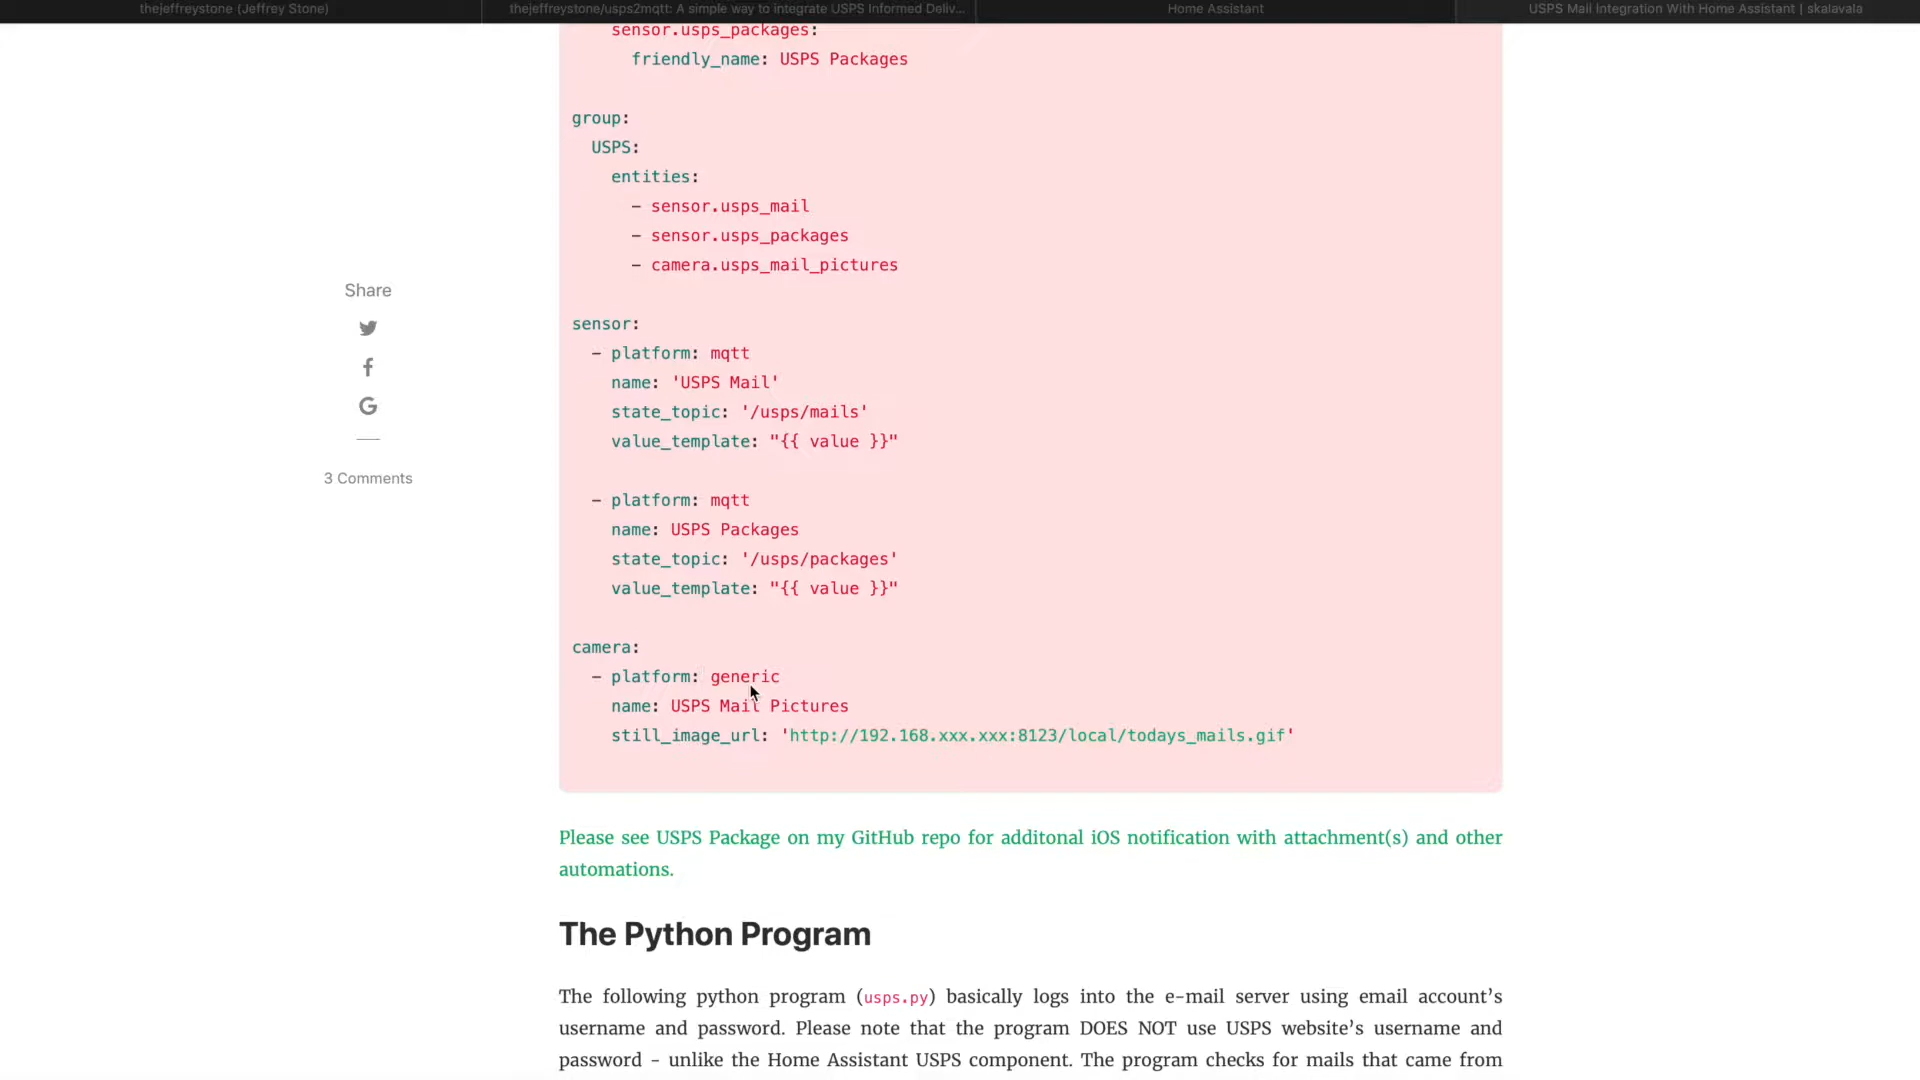 thejeffreystone (Jeffrey Stone)
thejeffreystone/usps2mqtt: A simple way to integrate USPS Informed Deliv...
Home Assistant
USPS Mail Integration With Home Assistant | skalavala
sensor.usps_packages:
friendly_name: USPS Packages
group:
USPS:
entities:
- sensor.usps_mail
- sensor.usps_packages
- camera.usps_mail_pictures
sensor:
- platform: mqtt
name: 'USPS Mail'
state_topic: '/usps/mails'
value_template: "{{ value }}"
- platform: mqtt
name: USPS Packages
state_topic: '/usps/packages'
value_template: "{{ value }}"
camera:
- platform: generic
name: USPS Mail Pictures
still_image_url: 'http://192.168.xxx.xxx:8123/local/todays_mails.gif'
Share
3 Comments
Please see USPS Package on my GitHub repo for additonal iOS notification with attachment(s) and other
automations.
The Python Program
The following python program (usps.py) basically logs into the e-mail server using email account’s
username and password. Please note that the program DOES NOT use USPS website’s username and
password - unlike the Home Assistant USPS component. The program checks for mails that came from